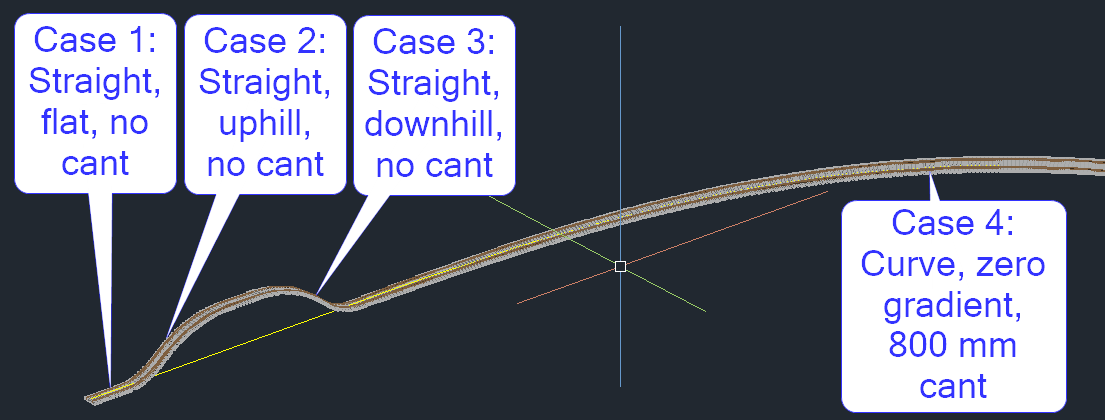 Case 1:
Straight,
flat, no
cant
Case 2:
Straight,
uphill,
no cant
Case 3:
Straight,
downhill,
no cant
Case 4:
Curve, zero
gradient,
800 mm
cant